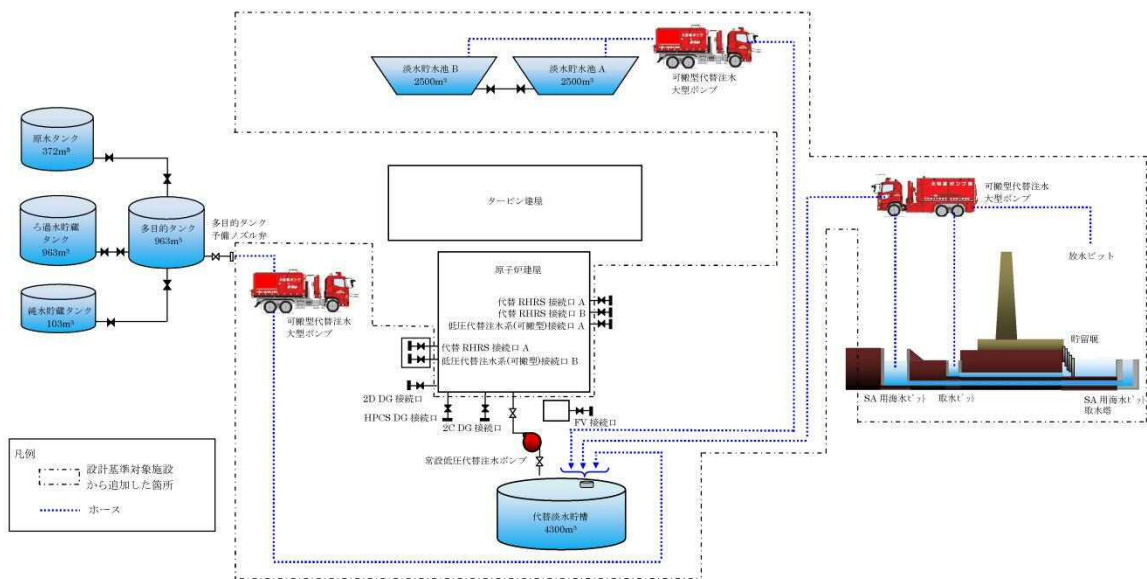 淡水貯水池 B
2500m³
淡水貯水池 A
2500m³
可搬型代替注水
大型ポンプ
原水タンク
372m³
ろ過水貯蔵
タンク
963m³
多目的タンク
963m³
多目的タンク
予備ノズル弁
純水貯蔵タンク
103m³
可搬型代替注水
大型ポンプ
タービン建屋
可搬型代替注水
大型ポンプ
放水ピット
原子炉建屋
代替 RHRS 接続口 A
代替 RHRS 接続口 B
低圧代替注水系(可搬型)接続口 A
代替 RHRS 接続口 A
低圧代替注水系(可搬型)接続口 B
2D DG 接続口
HPCS DG 接続口
2C DG 接続口
FV 接続口
常設低圧代替注水ポンプ
代替淡水貯槽
4300m³
貯留堰
SA 用海水ピット
取水ピット
SA 用海水ピット
取水塔
凡例
設計基準対象施設
から追加した箇所
ホース